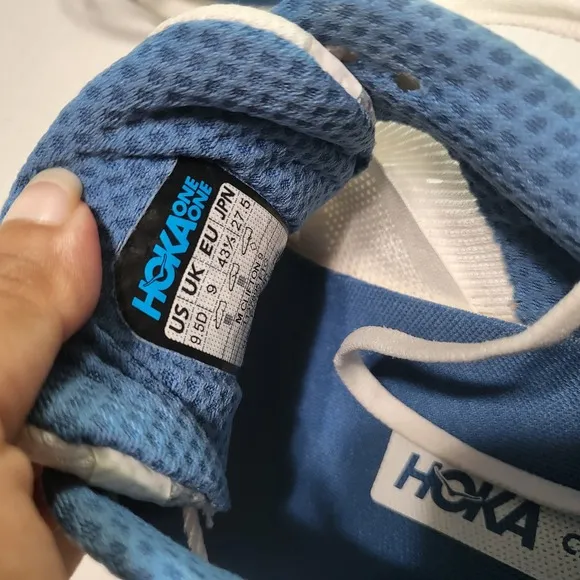 HOKA ONE ONE
US UK EU JPN
9.5D 9 43⅓ 27.5
HOKA